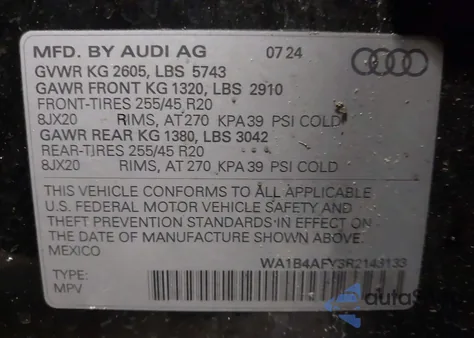 MFD. BY AUDI AG 07 24
GVWR KG 2605, LBS 5743
GAWR FRONT KG 1320, LBS 2910
FRONT-TIRES 255/45 R20
8JX20 RIMS, AT 270 KPA 39 PSI COLD
GAWR REAR KG 1380, LBS 3042
REAR-TIRES 255/45 R20
8JX20 RIMS, AT 270 KPA 39 PSI COLD
THIS VEHICLE CONFORMS TO ALL APPLICABLE
U.S. FEDERAL MOTOR VEHICLE SAFETY AND
THEFT PREVENTION STANDARDS IN EFFECT ON
THE DATE OF MANUFACTURE SHOWN ABOVE.
MEXICO
WA1B4AFY3R2143133
TYPE:
MPV